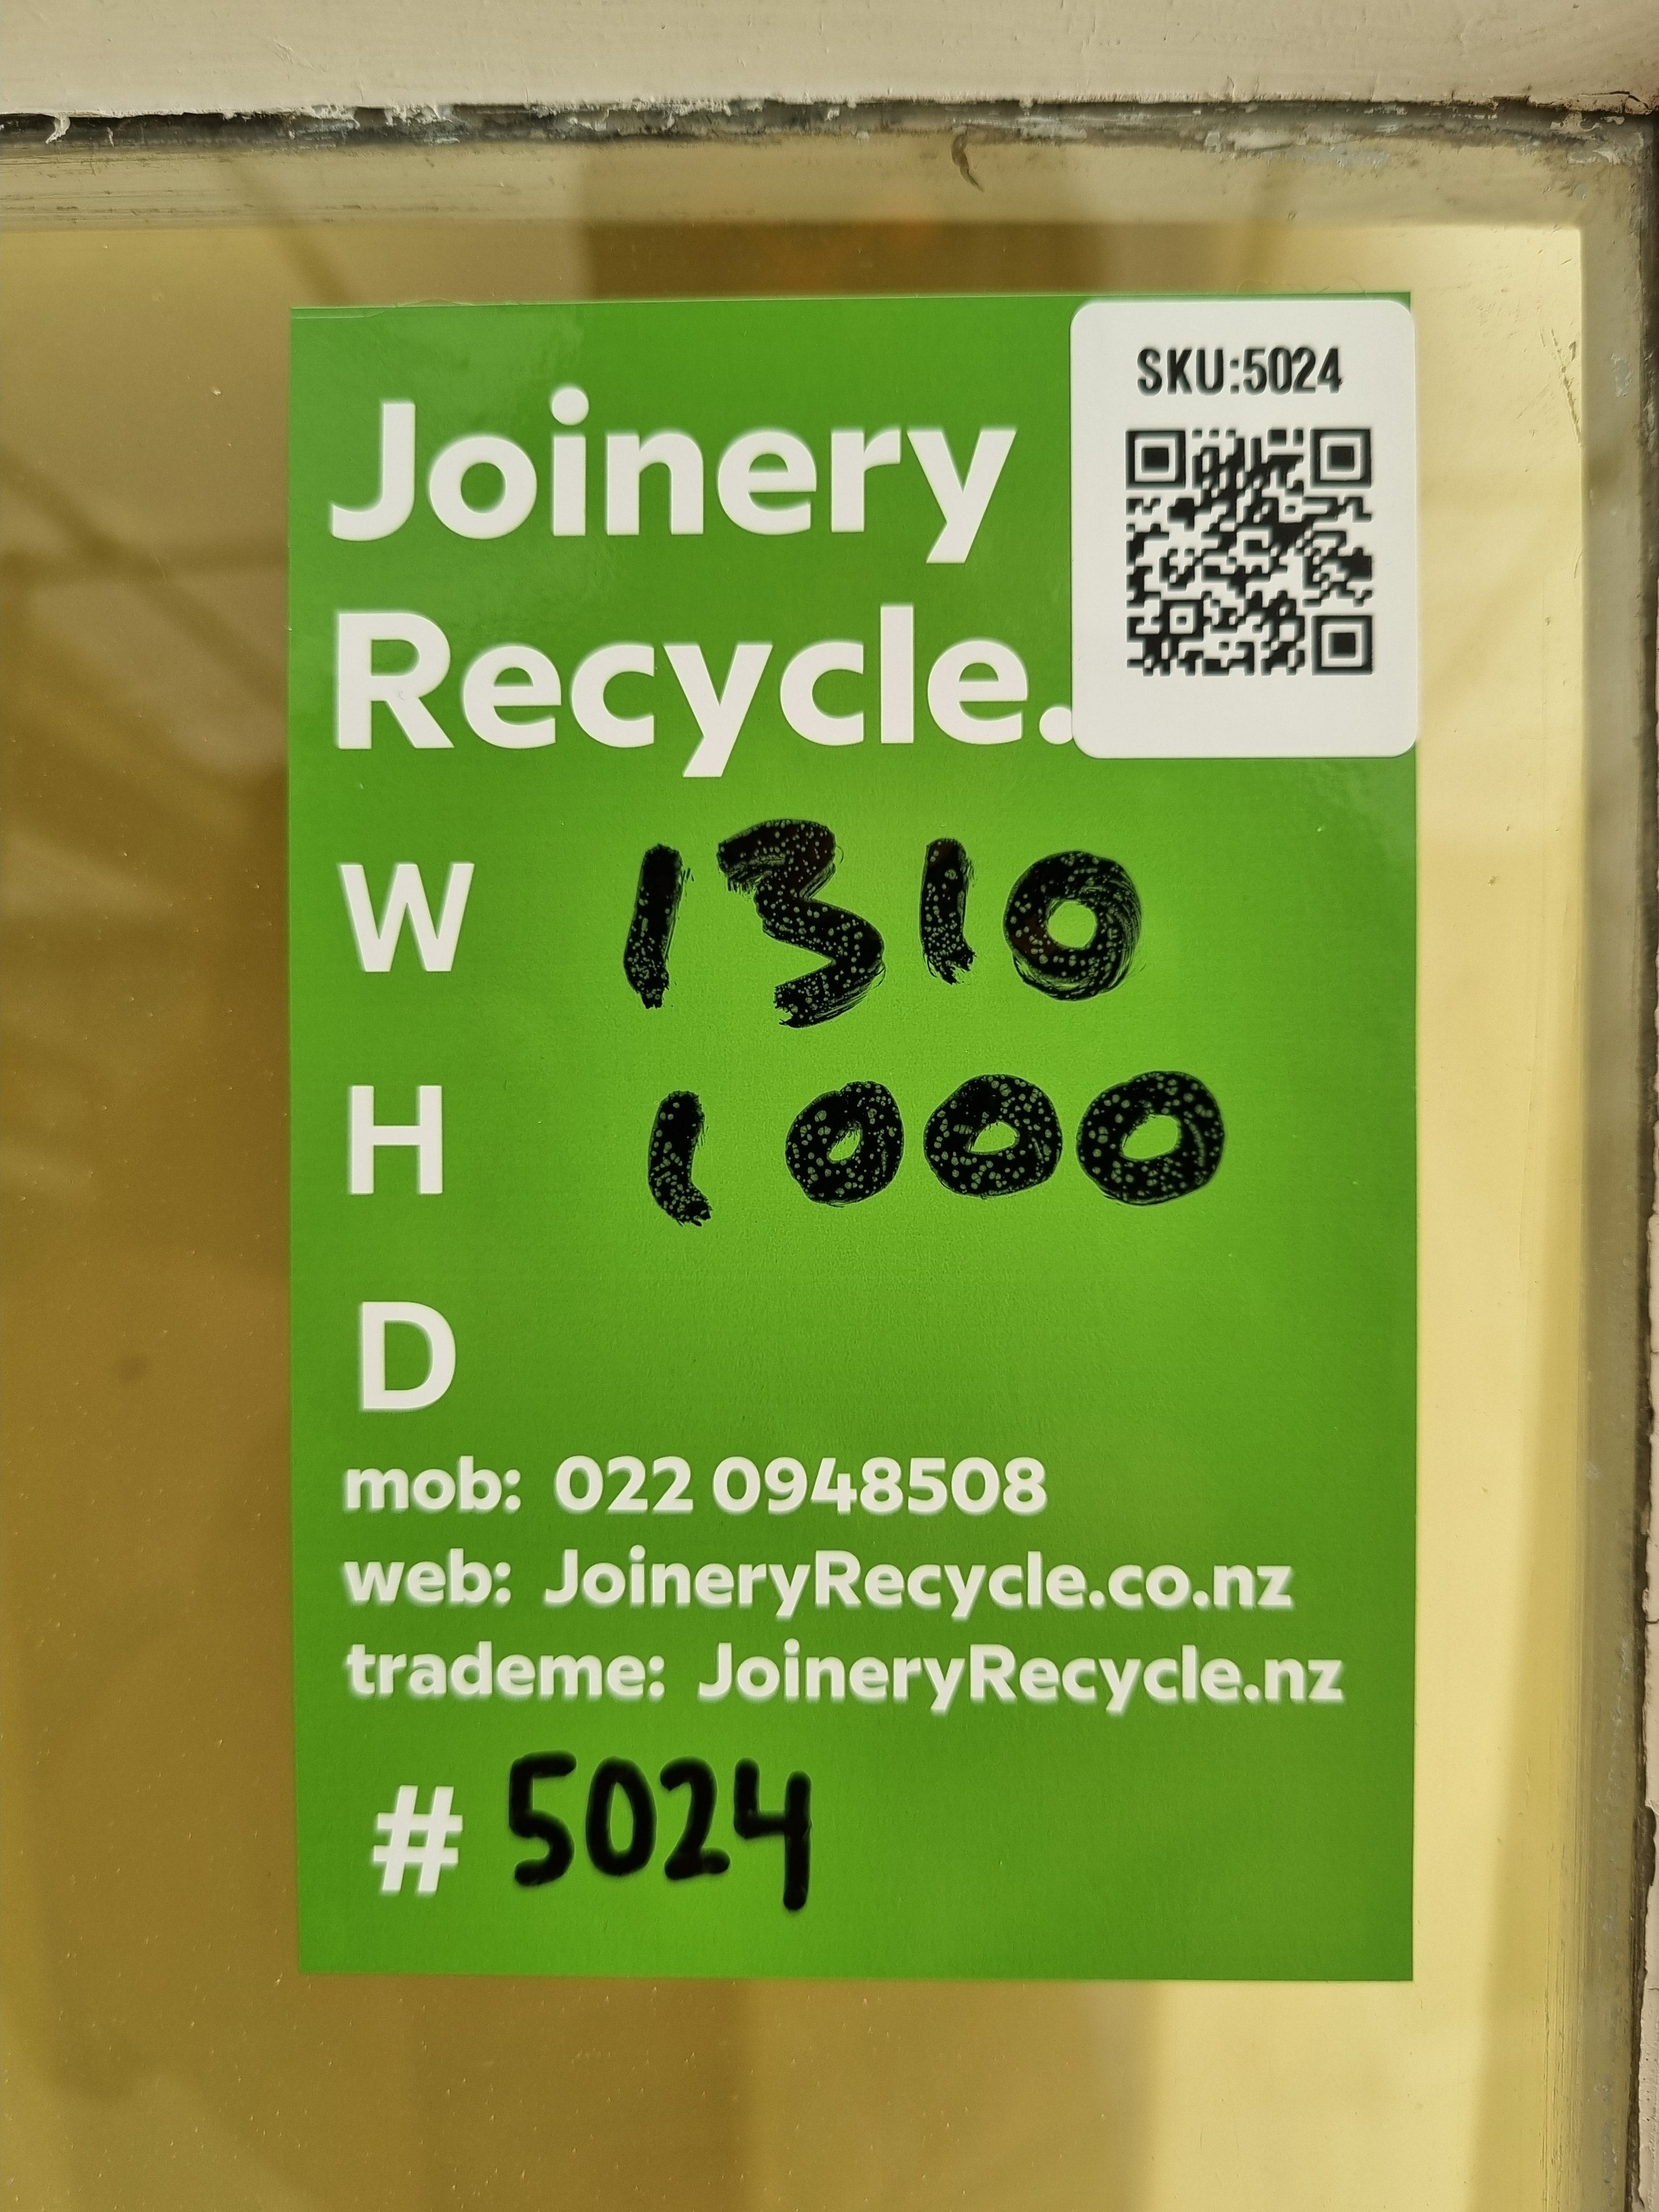 SKU:5024
Joinery
Recycle.
W 1310
H 1000
D
mob: 022 0948508
web: JoineryRecycle.co.nz
trademe: JoineryRecycle.nz
# 5024